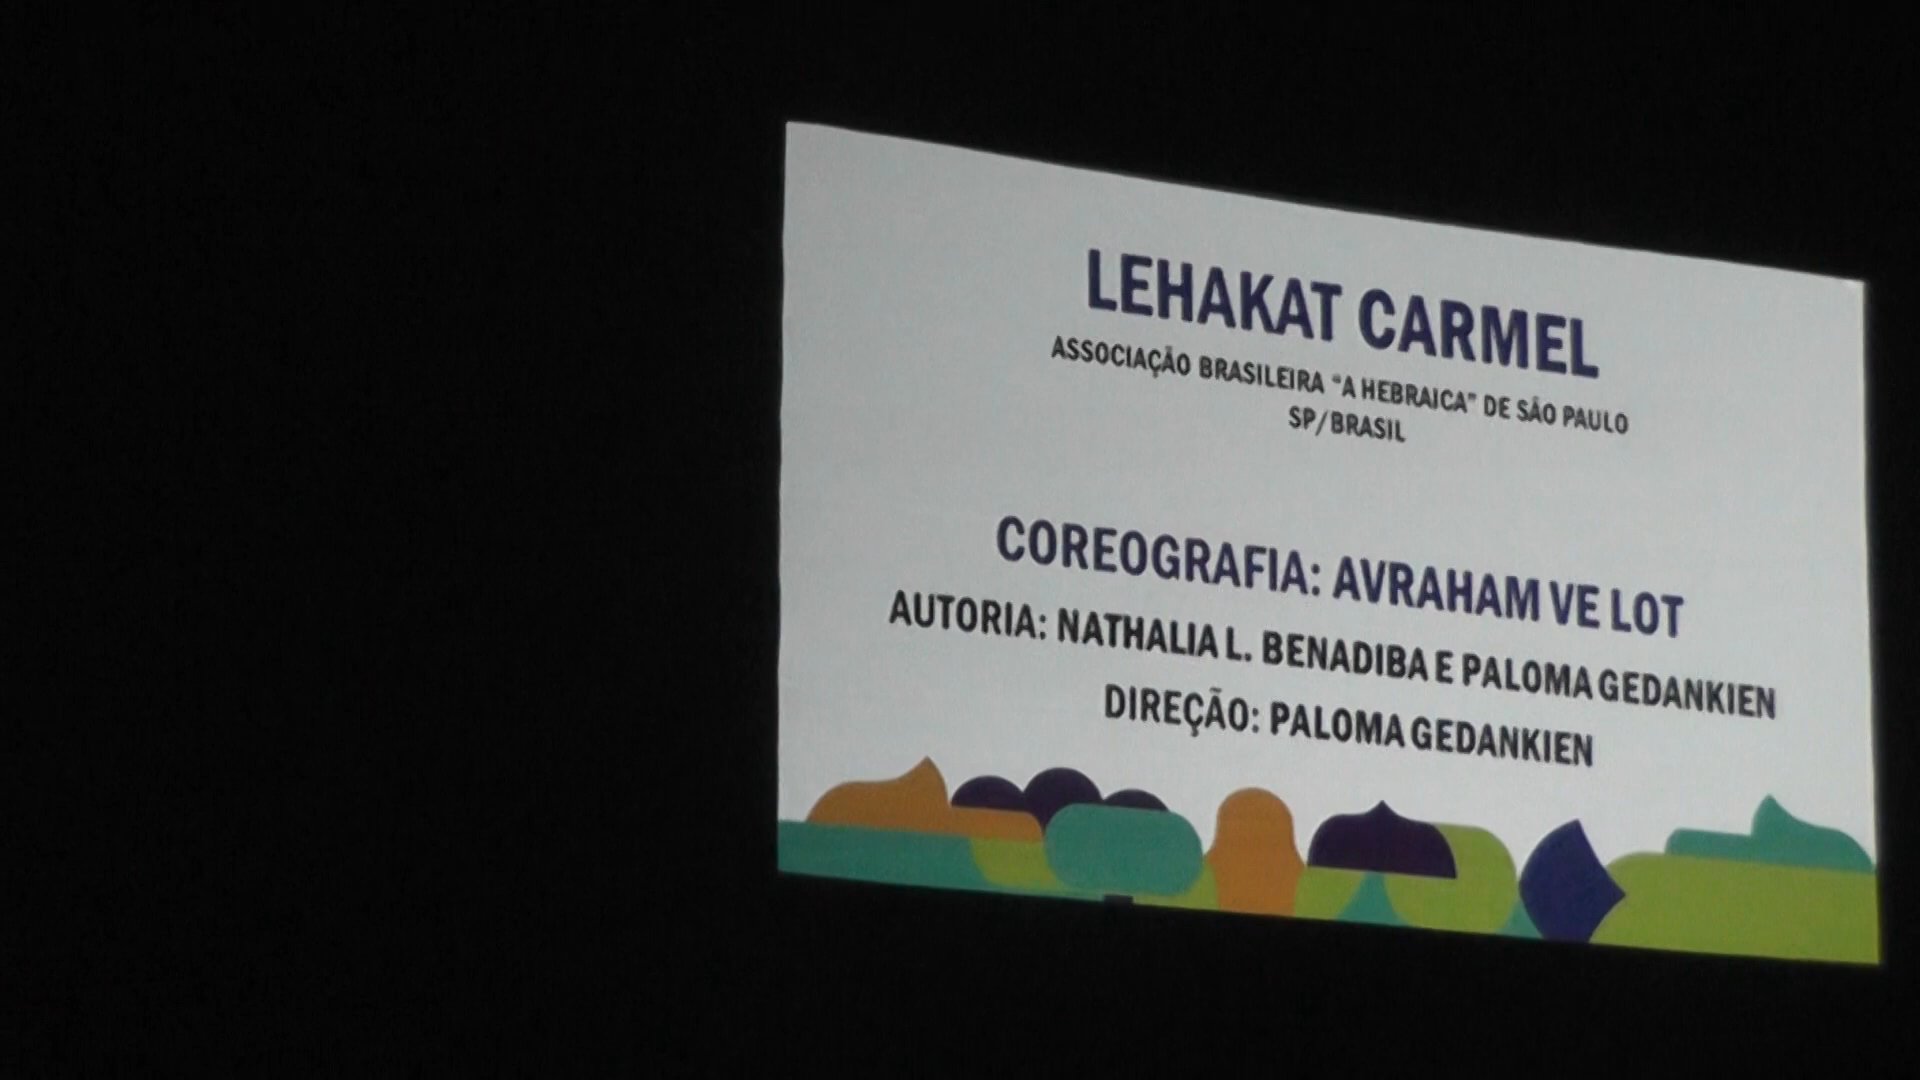 LEHAKAT CARMEL
ASSOCIAÇÃO BRASILEIRA “A HEBRAICA” DE SÃO PAULO
SP/BRASIL
COREOGRAFIA: AVRAHAM VE LOT
AUTORIA: NATHALIA L. BENADIBA E PALOMA GEDANKIEN
DIREÇÃO: PALOMA GEDANKIEN